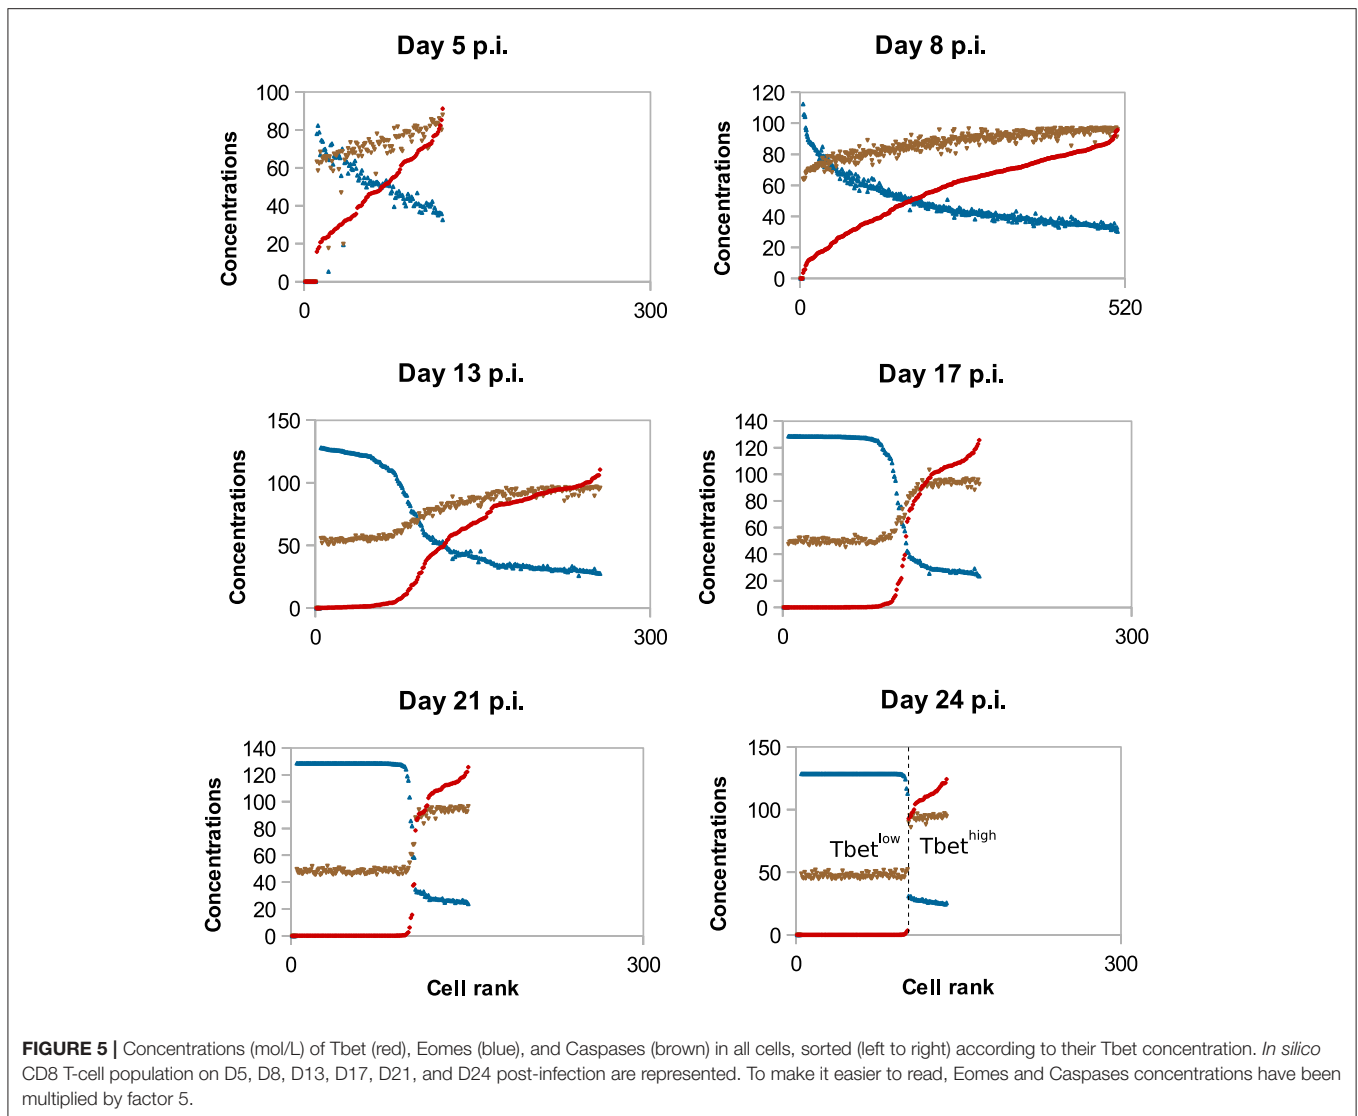 Day 5 p.i.
Concentrations
100
80
60
40
20
0
0
300
Day 8 p.i.
Concentrations
120
100
80
60
40
20
0
0
520
Day 13 p.i.
Concentrations
150
100
50
0
0
300
Day 17 p.i.
Concentrations
140
120
100
80
60
40
20
0
0
300
Day 21 p.i.
Concentrations
140
120
100
80
60
40
20
0
0
300
Cell rank
Day 24 p.i.
Concentrations
150
100
50
0
Tbet^low
Tbet^high
0
300
Cell rank
FIGURE 5 | Concentrations (mol/L) of Tbet (red), Eomes (blue), and Caspases (brown) in all cells, sorted (left to right) according to their Tbet concentration. In silico
CD8 T-cell population on D5, D8, D13, D17, D21, and D24 post-infection are represented. To make it easier to read, Eomes and Caspases concentrations have been
multiplied by factor 5.